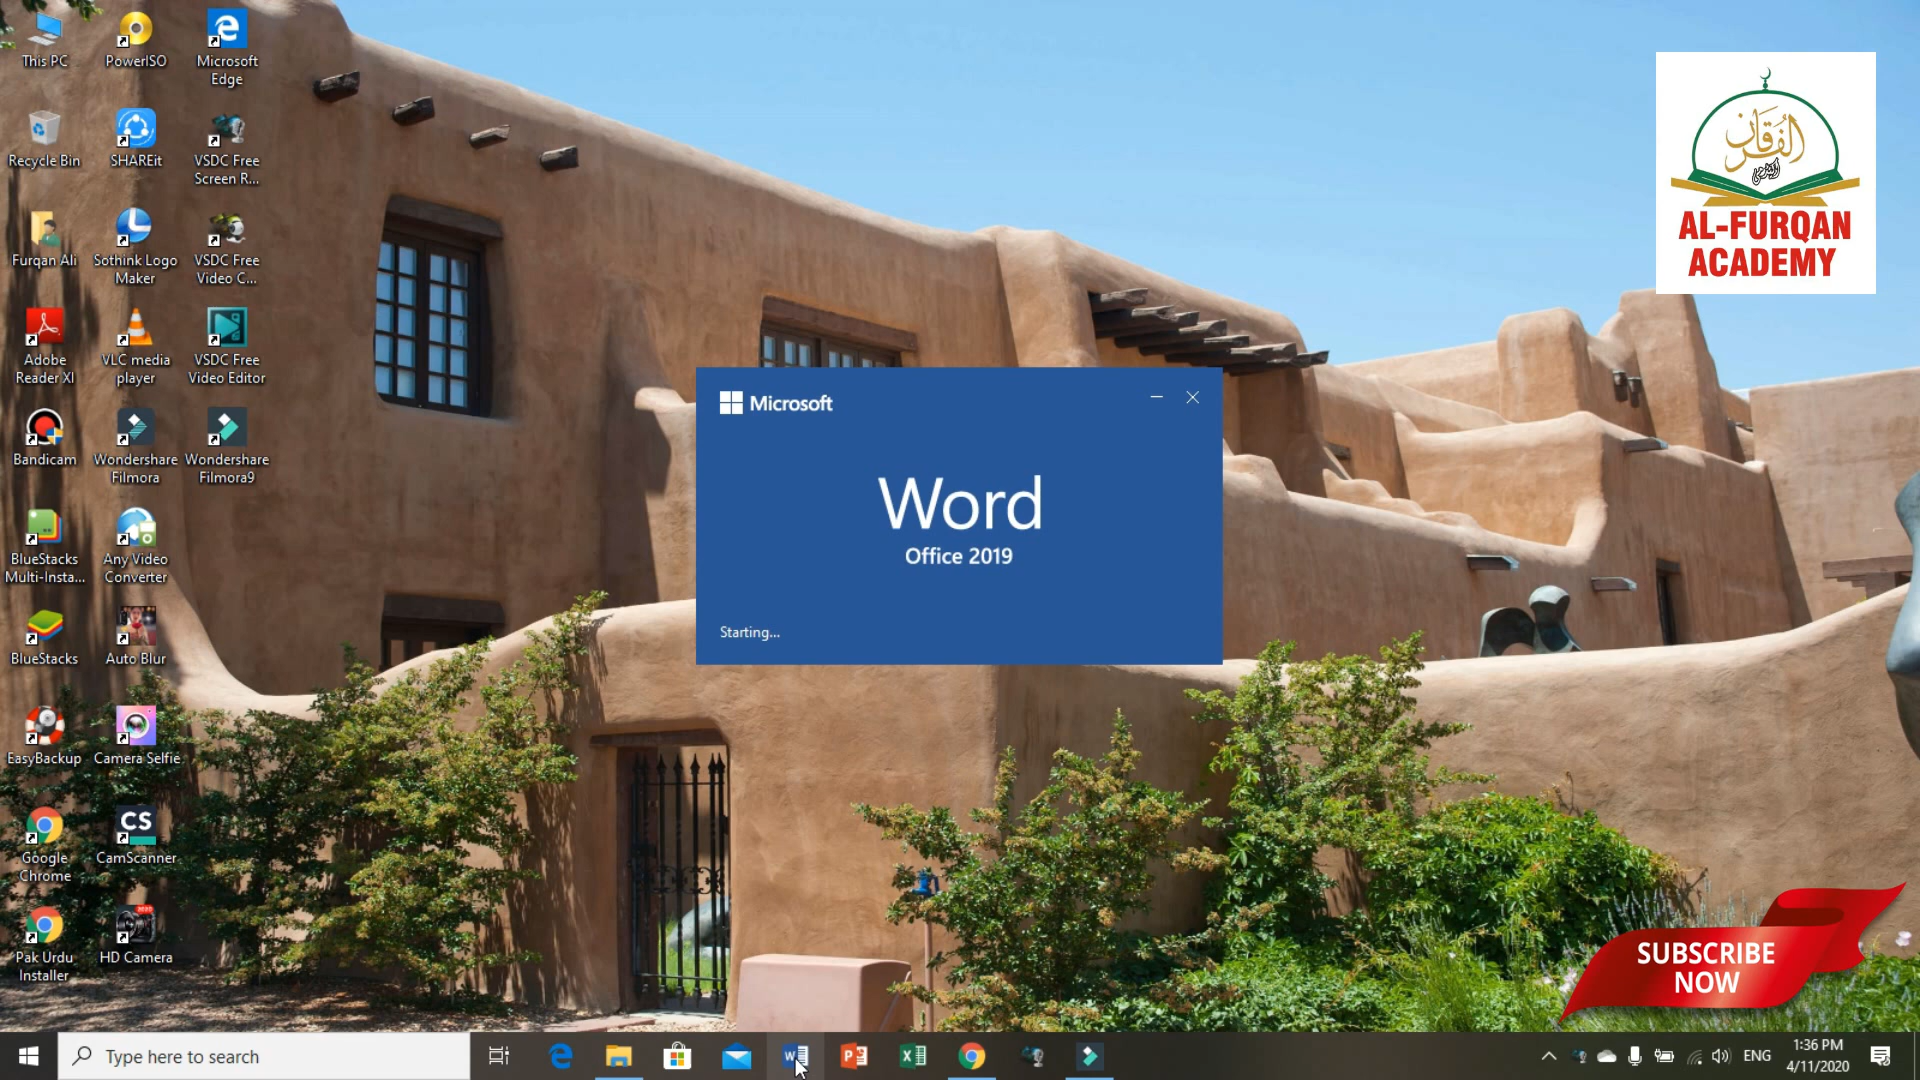 This PC
PowerISO
Microsoft
Edge
Recycle Bin
SHAREit
VSDC Free
Screen R...
Furqan Ali
Sothink Logo
Maker
VSDC Free
Video C...
Adobe
Reader XI
VLC media
player
VSDC Free
Video Editor
Bandicam
Wondershare
Filmora
Wondershare
Filmora9
BlueStacks
Multi-Insta...
Any Video
Converter
BlueStacks
Auto Blur
EasyBackup
Camera Selfie
Google
Chrome
CS
CamScanner
Pak Urdu
Installer
HD Camera
Microsoft
Word
Office 2019
Starting...
الفرقان
اکیڈمی
AL-FURQAN
ACADEMY
SUBSCRIBE
NOW
Type here to search
ENG
1:36 PM
4/11/2020